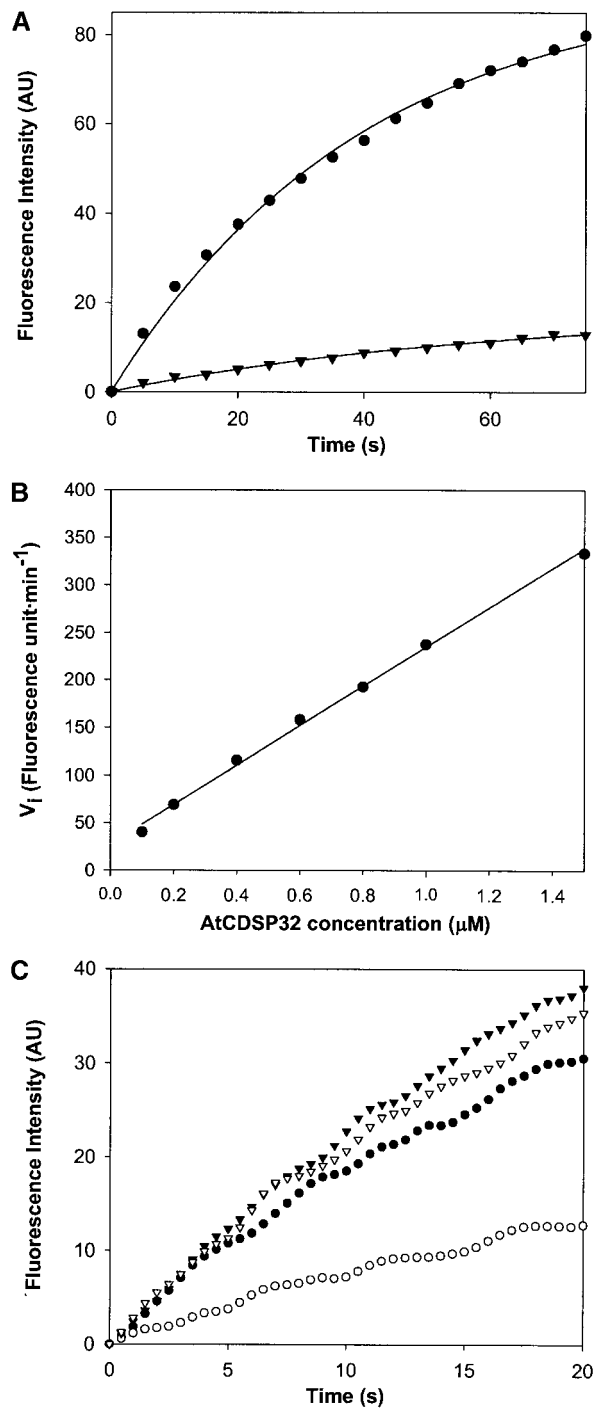 A
80
60
40
20
0
Fluorescence Intensity (AU)
0 20 40 60
Time (s)
B
400
350
300
250
200
150
100
50
0
Vi (Fluorescence unit·min⁻¹)
0.0 0.2 0.4 0.6 0.8 1.0 1.2 1.4
AtCDSP32 concentration (μM)
C
40
30
20
10
0
Fluorescence Intensity (AU)
0 5 10 15 20
Time (s)